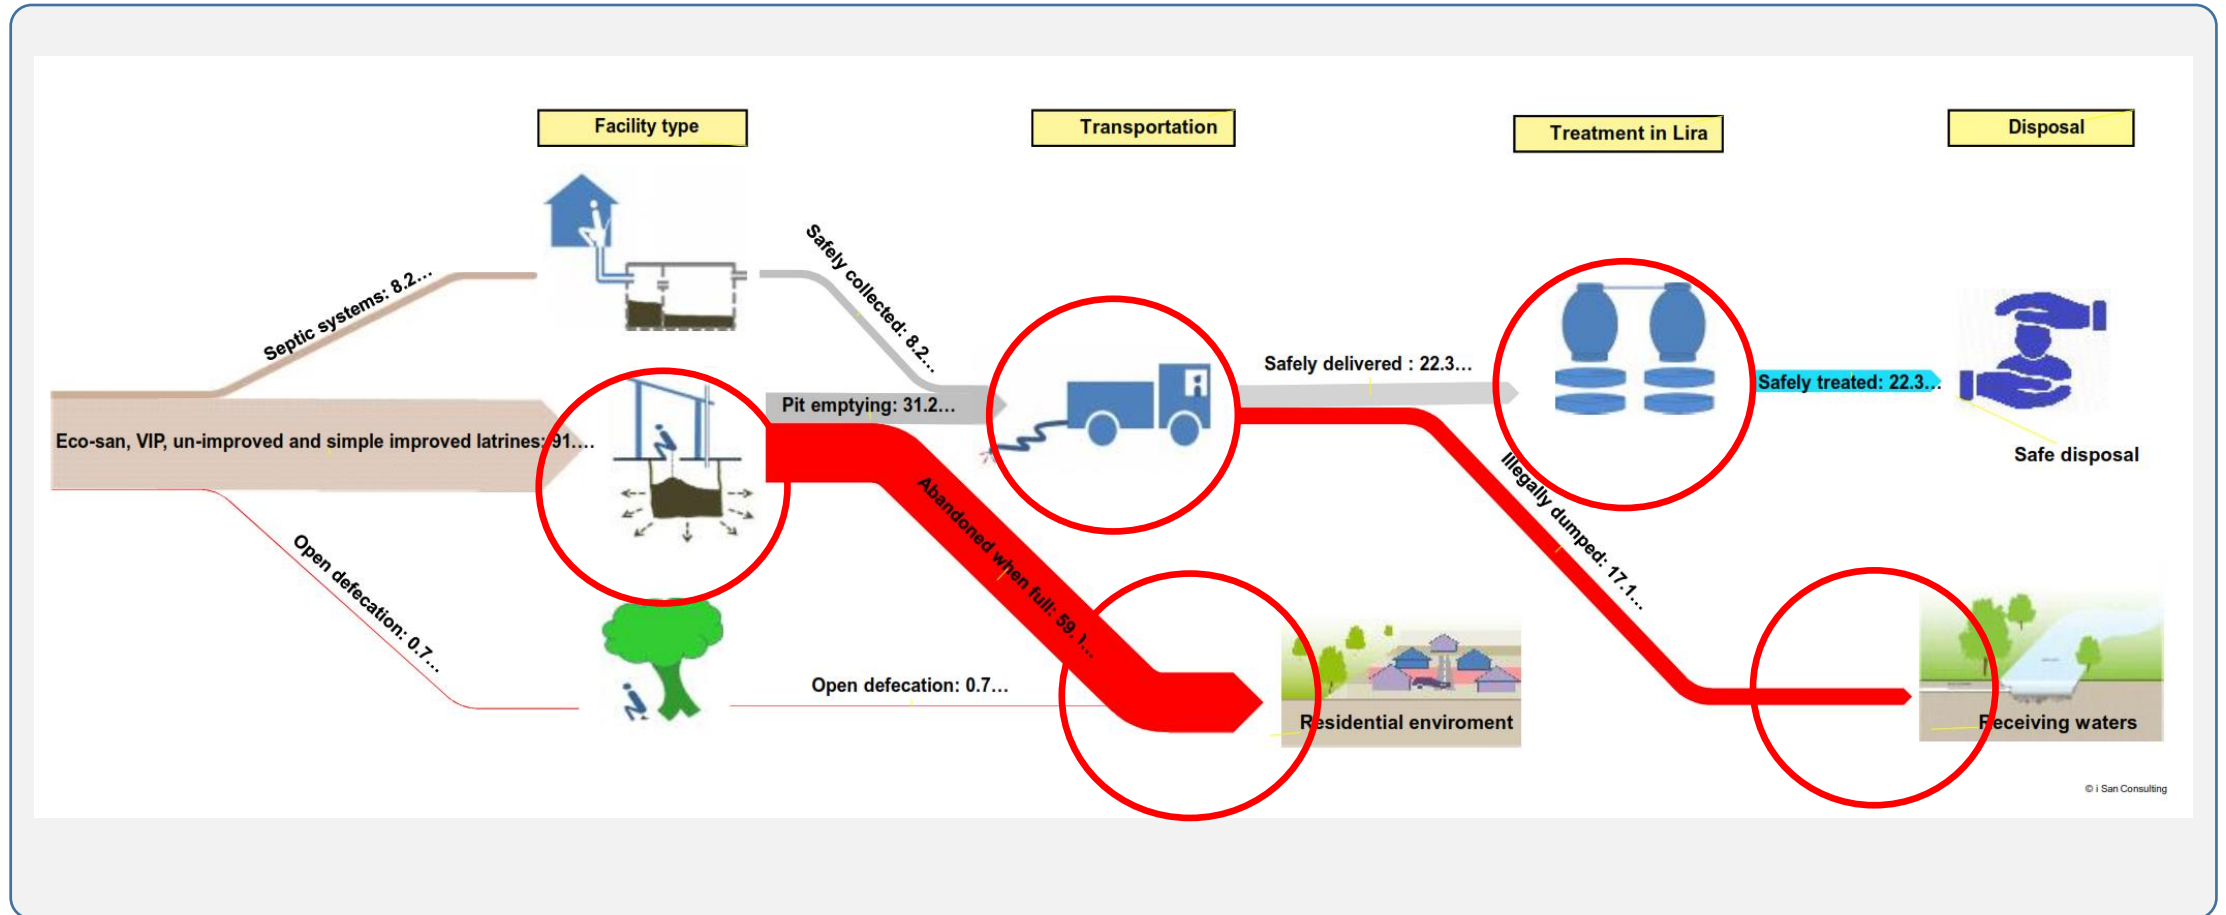 Facility type
Transportation
Treatment in Lira
Disposal
Septic systems: 8.2…
Safely collected: 8.2…
Eco-san, VIP, un-improved and simple improved latrines: 91.…
Pit emptying: 31.2…
Safely delivered : 22.3…
Safely treated: 22.3…
Safe disposal
Abandoned when full: 59.
Illegally dumped: 17.1…
Open defecation: 0.7…
Open defecation: 0.7…
Residential enviroment
Receiving waters
© i San Consulting